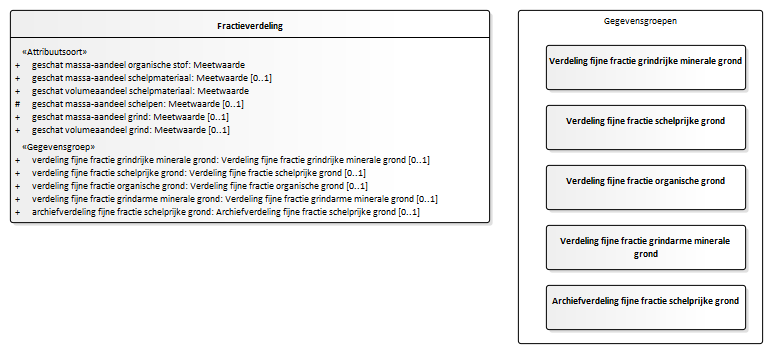 Fractieverdeling
«Attribuutsoort»
+ geschat massa-aandeel organische stof: Meetwaarde
+ geschat massa-aandeel schelpmateriaal: Meetwaarde [0..1]
+ geschat volumeaandeel schelpmateriaal: Meetwaarde
# geschat massa-aandeel schelpen: Meetwaarde [0..1]
+ geschat massa-aandeel grind: Meetwaarde [0..1]
+ geschat volumeaandeel grind: Meetwaarde [0..1]
«Gegevensgroep»
+ verdeling fijne fractie grindrijke minerale grond: Verdeling fijne fractie grindrijke minerale grond [0..1]
+ verdeling fijne fractie schelprijke grond: Verdeling fijne fractie schelprijke grond [0..1]
+ verdeling fijne fractie organische grond: Verdeling fijne fractie organische grond [0..1]
+ verdeling fijne fractie grindarme minerale grond: Verdeling fijne fractie grindarme minerale grond [0..1]
+ archiefverdeling fijne fractie schelprijke grond: Archiefverdeling fijne fractie schelprijke grond [0..1]
Gegevensgroepen
Verdeling fijne fractie grindrijke minerale grond
Verdeling fijne fractie schelprijke grond
Verdeling fijne fractie organische grond
Verdeling fijne fractie grindarme minerale
grond
Archiefverdeling fijne fractie schelprijke grond